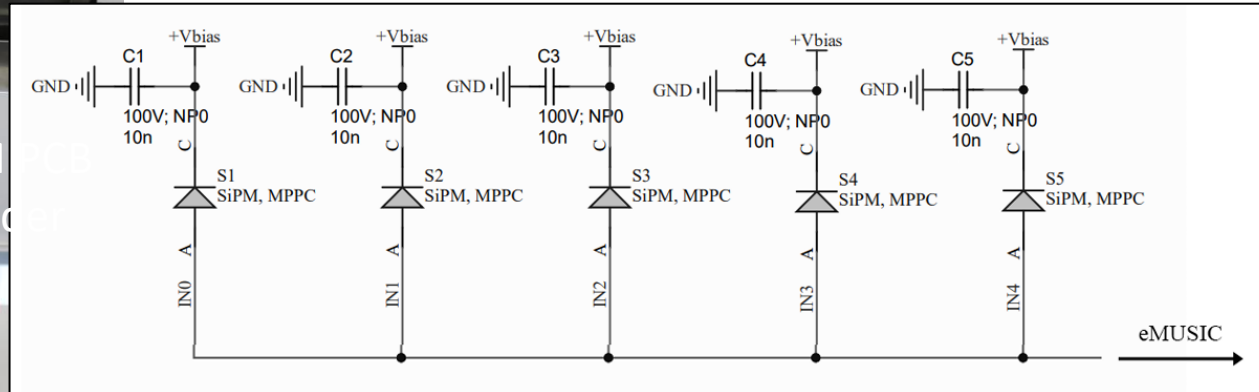 +Vbias
C1
GND
100V; NP0
10n
C
S1
SiPM, MPPC
A
IN0
+Vbias
C2
GND
100V; NP0
10n
C
S2
SiPM, MPPC
A
IN1
+Vbias
C3
GND
100V; NP0
10n
C
S3
SiPM, MPPC
A
IN2
+Vbias
C4
GND
100V; NP0
10n
C
S4
SiPM, MPPC
A
IN3
+Vbias
C5
GND
100V; NP0
10n
C
S5
SiPM, MPPC
A
IN4
eMUSIC
PCB